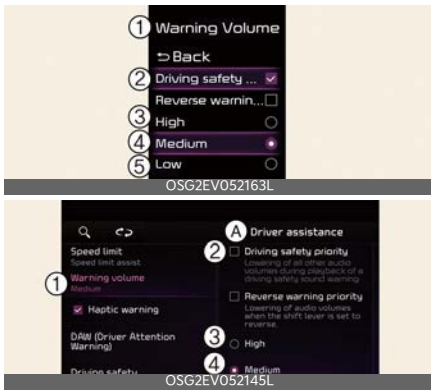 ① Warning Volume
Back
② Driving safety ...
Reverse warnin...
③ High
④ Medium
⑤ Low
OSG2EV052163L
A Driver assistance
Speed limit
Speed limit assist
② Driving safety priority
Lowering of all other audio
volumes during playback of a
driving safety sound warning
① Warning volume
Medium
Reverse warning priority
Lowering of audio volumes
when the shift lever is set to
reverse.
Haptic warning
③ High
DAW (Driver Attention
Warning)
④ Medium
Driving safety
OSG2EV052145L